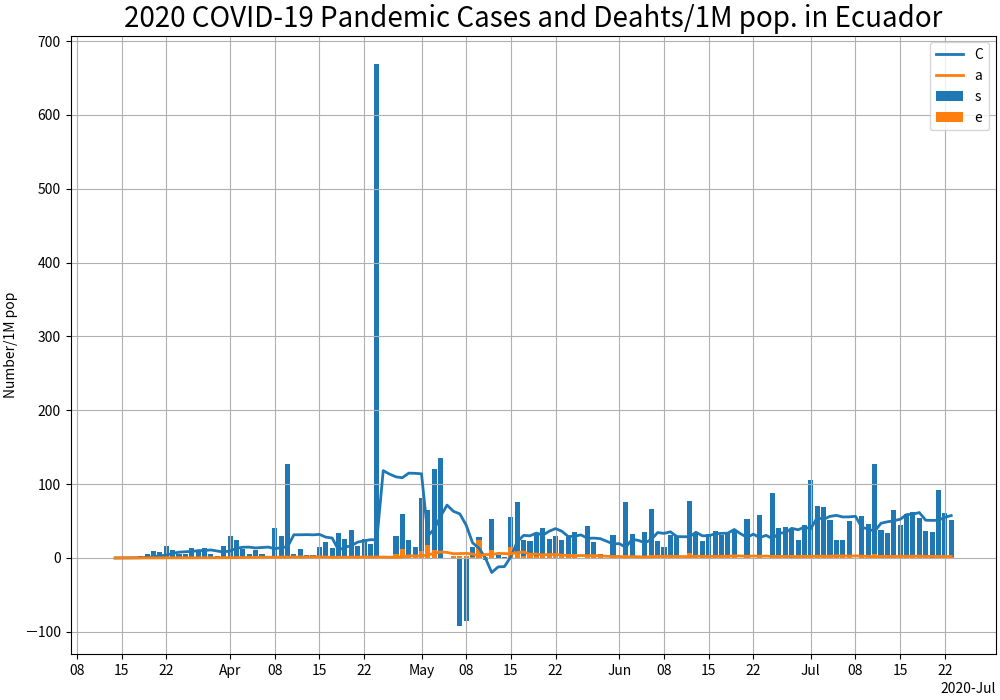 2020 COVID-19 Pandemic Cases and Deahts/1M pop. in Ecuador
Number/1M pop
700
600
500
400
300
200
100
0
−100
C
a
s
e
08 15 22 Apr 08 15 22 May 08 15 22 Jun 08 15 22 Jul 08 15 22
2020-Jul